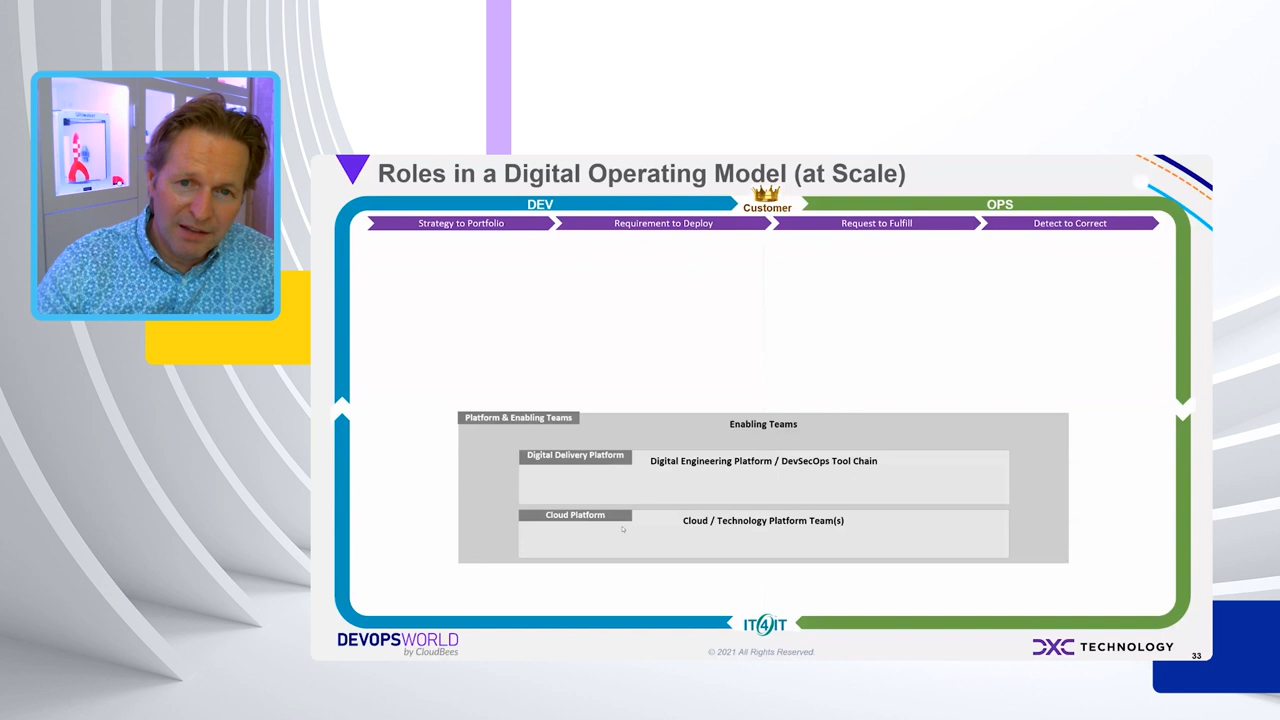 Roles in a Digital Operating Model (at Scale)
DEV
Customer
OPS
Strategy to Portfolio
Requirement to Deploy
Request to Fulfill
Detect to Correct
Platform & Enabling Teams
Enabling Teams
Digital Delivery Platform
Digital Engineering Platform / DevSecOps Tool Chain
Cloud Platform
Cloud / Technology Platform Team(s)
IT4IT
DEVOPSWORLD
by CloudBees
© 2021 All Rights Reserved.
DXC TECHNOLOGY
33